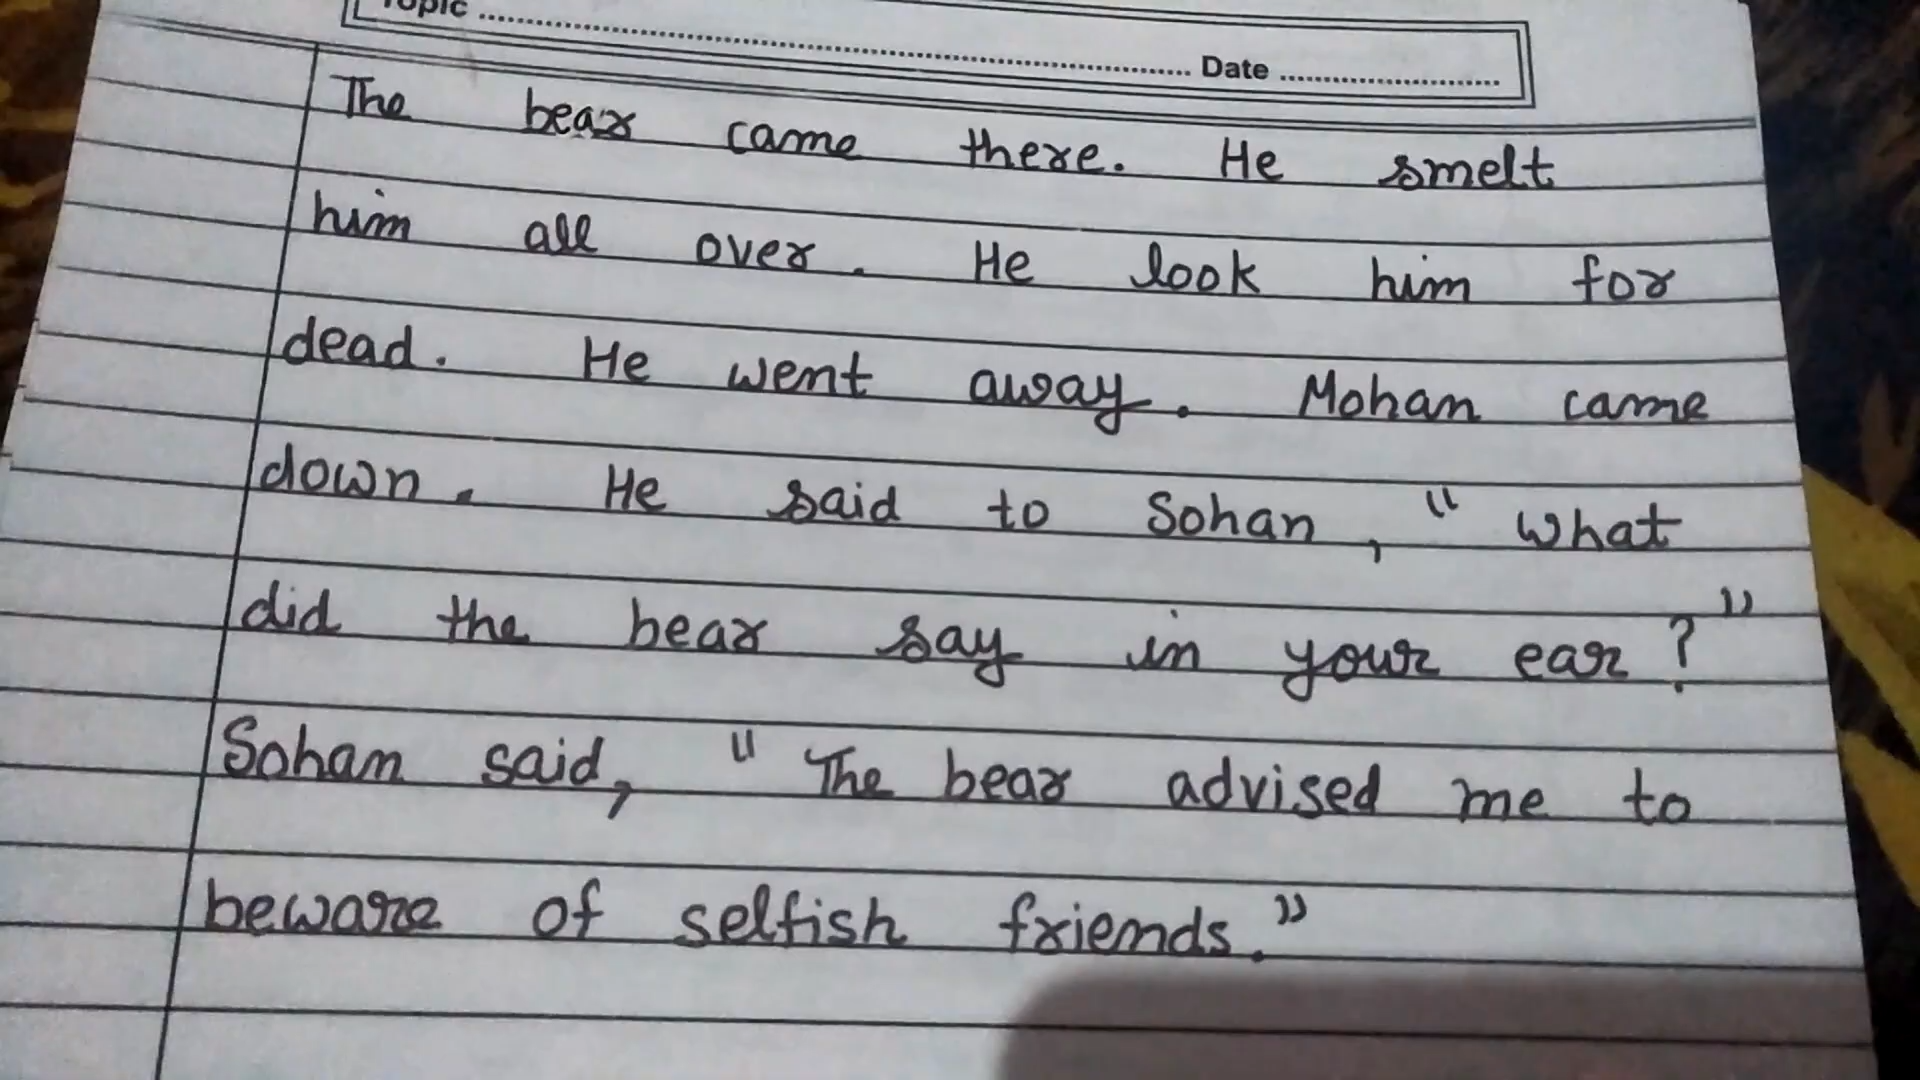 Topic ........................ Date ........................
The bear came there. He smelt
him all over. He look him for
dead. He went away. Mohan came
down. He said to Sohan, "what
did the bear say in your ear?"
Sohan said, "The bear advised me to
beware of selfish friends."